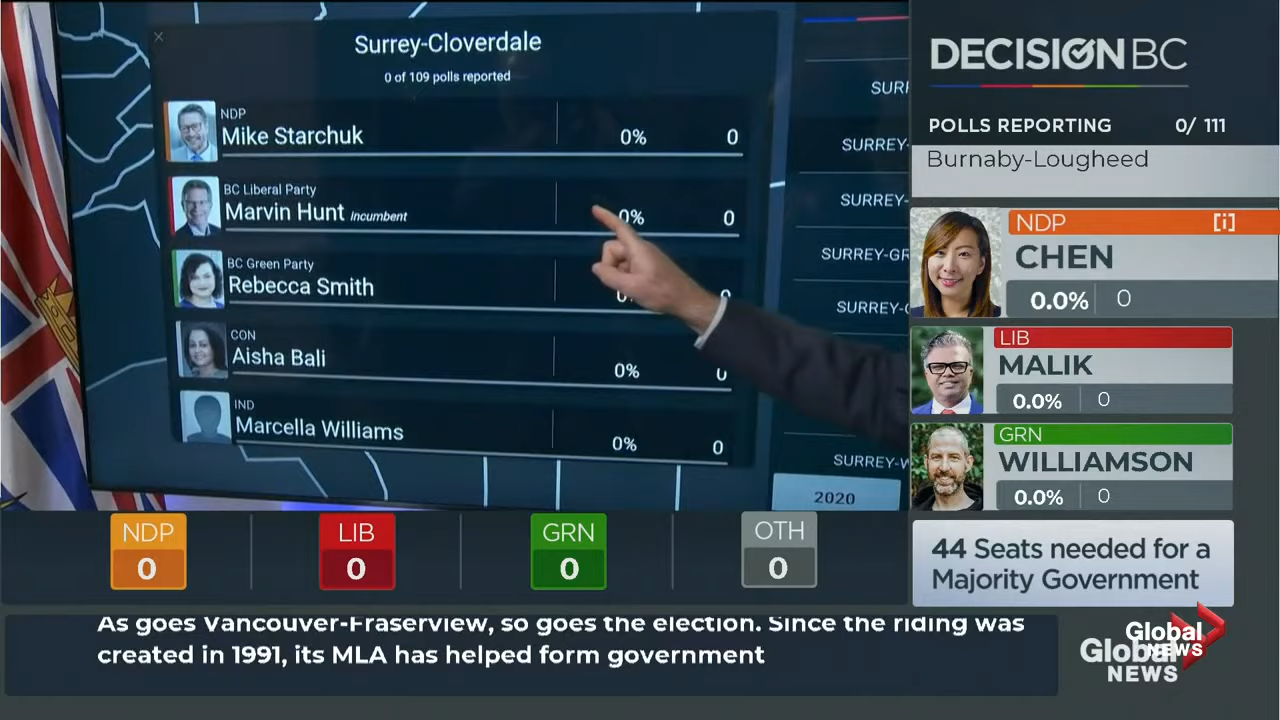 Surrey-Cloverdale
0 of 109 polls reported
NDP
Mike Starchuk 0% 0
BC Liberal Party
Marvin Hunt Incumbent 0% 0
BC Green Party
Rebecca Smith
CON
Aisha Bali 0% 0
IND
Marcella Williams 0% 0
SURREY-GR
2020
DECISION BC
POLLS REPORTING 0/ 111
Burnaby-Lougheed
NDP [i]
CHEN
0.0% 0
LIB
MALIK
0.0% 0
GRN
WILLIAMSON
0.0% 0
44 Seats needed for a
Majority Government
NDP
0
LIB
0
GRN
0
OTH
0
As goes Vancouver-Fraserview, so goes the election. Since the riding was
created in 1991, its MLA has helped form government
Global
NEWS
Global
NEWS